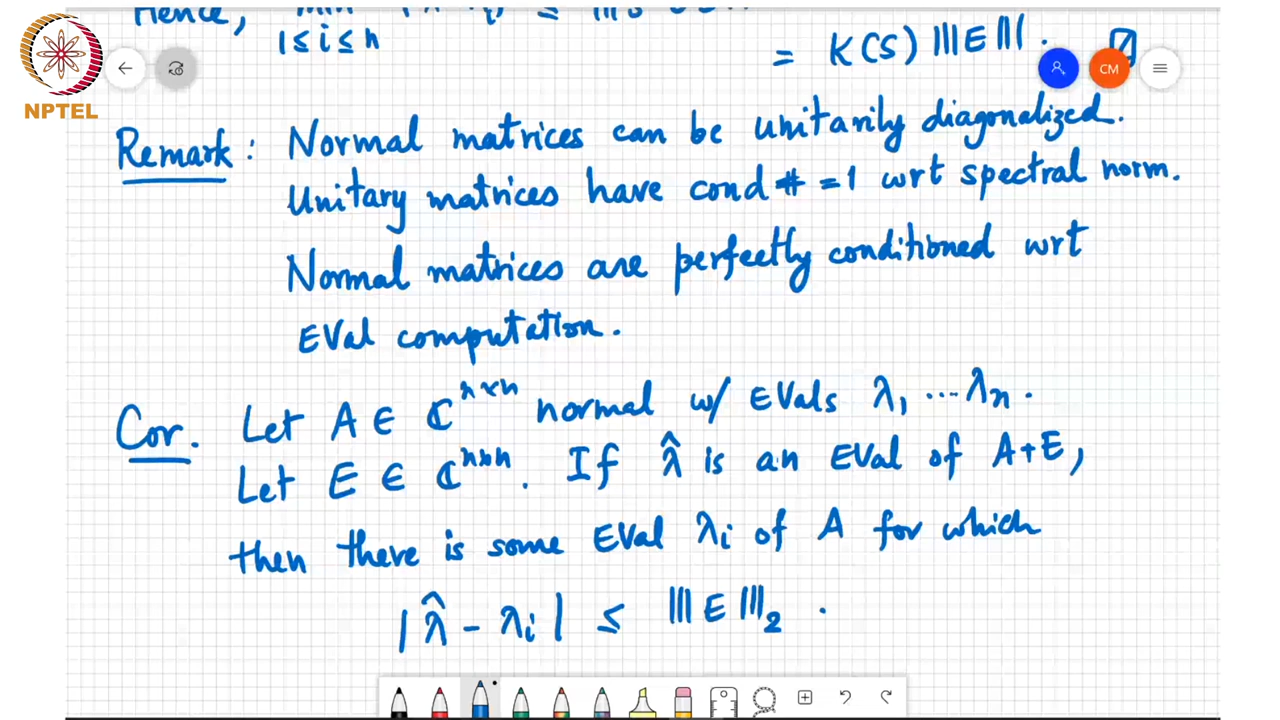 Hence, min |λ̂ - λi| ≤
1≤i≤n
= K(S) |||E|||.
NPTEL
CM
Remark: Normal matrices can be unitarily diagonalized.
Unitary matrices have cond # = 1 wrt spectral norm.
Normal matrices are perfectly conditioned wrt
EVal computation.
Cor. Let A ∈ ℂ^{n×n} normal w/ EVals λ₁ ... λₙ.
Let E ∈ ℂ^{n×n}. If λ̂ is an EVal of A+E,
then there is some EVal λi of A for which
|λ̂ - λi| ≤ |||E|||₂.